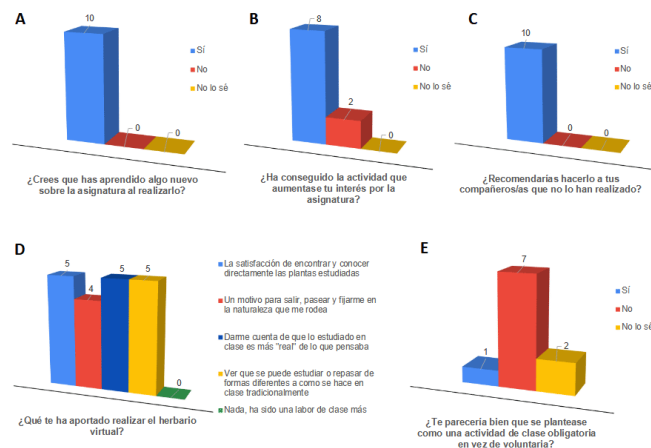 A
10
0
0
Sí
No
No lo sé
¿Crees que has aprendido algo nuevo
sobre la asignatura al realizarlo?
B
8
2
0
Sí
No
No lo sé
¿Ha conseguido la actividad que
aumentase tu interés por la
asignatura?
C
10
0
0
Sí
No
No lo sé
¿Recomendarías hacerlo a tus
compañeros/as que no lo han realizado?
D
5
4
5
5
0
La satisfacción de encontrar y conocer
directamente las plantas estudiadas
Un motivo para salir, pasear y fijarme en
la naturaleza que me rodea
Darme cuenta de que lo estudiado en
clase es más "real" de lo que pensaba
Ver que se puede estudiar o repasar de
formas diferentes a como se hace en
clase tradicionalmente
Nada, ha sido una labor de clase más
¿Qué te ha aportado realizar el herbario
virtual?
E
1
7
2
Sí
No
No lo sé
¿Te parecería bien que se plantease
como una actividad de clase obligatoria
en vez de voluntaria?